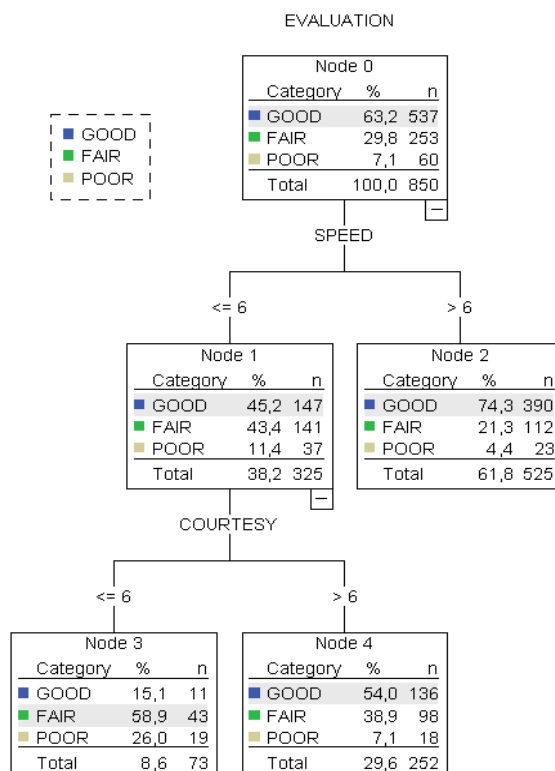 EVALUATION
Node 0
Category % n
GOOD 63,2 537
FAIR 29,8 253
POOR 7,1 60
Total 100,0 850
GOOD
FAIR
POOR
SPEED
<= 6
> 6
Node 1
Category % n
GOOD 45,2 147
FAIR 43,4 141
POOR 11,4 37
Total 38,2 325
Node 2
Category % n
GOOD 74,3 390
FAIR 21,3 112
POOR 4,4 23
Total 61,8 525
COURTESY
<= 6
> 6
Node 3
Category % n
GOOD 15,1 11
FAIR 58,9 43
POOR 26,0 19
Total 8,6 73
Node 4
Category % n
GOOD 54,0 136
FAIR 38,9 98
POOR 7,1 18
Total 29,6 252